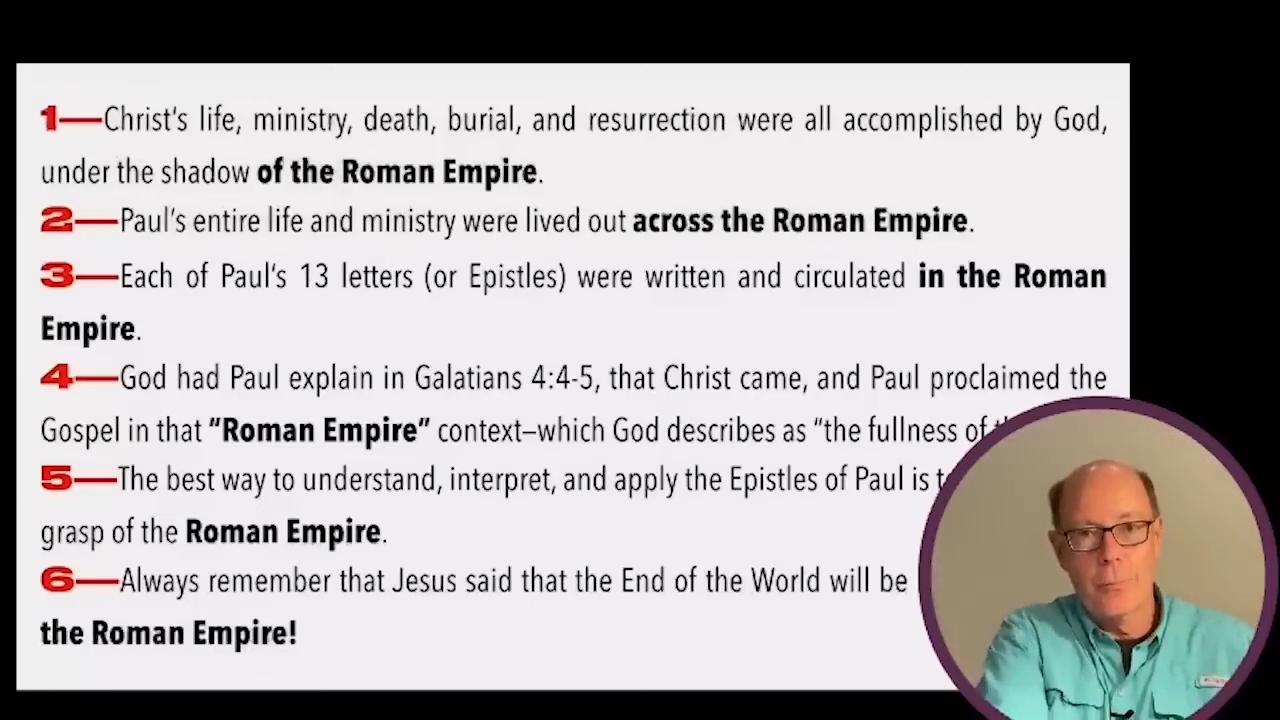 1—Christ's life, ministry, death, burial, and resurrection were all accomplished by God,
under the shadow of the Roman Empire.
2—Paul's entire life and ministry were lived out across the Roman Empire.
3—Each of Paul's 13 letters (or Epistles) were written and circulated in the Roman
Empire.
4—God had Paul explain in Galatians 4:4-5, that Christ came, and Paul proclaimed the
Gospel in that "Roman Empire" context—which God describes as "the fullness of
5—The best way to understand, interpret, and apply the Epistles of Paul is
grasp of the Roman Empire.
6—Always remember that Jesus said that the End of the World will be
the Roman Empire!